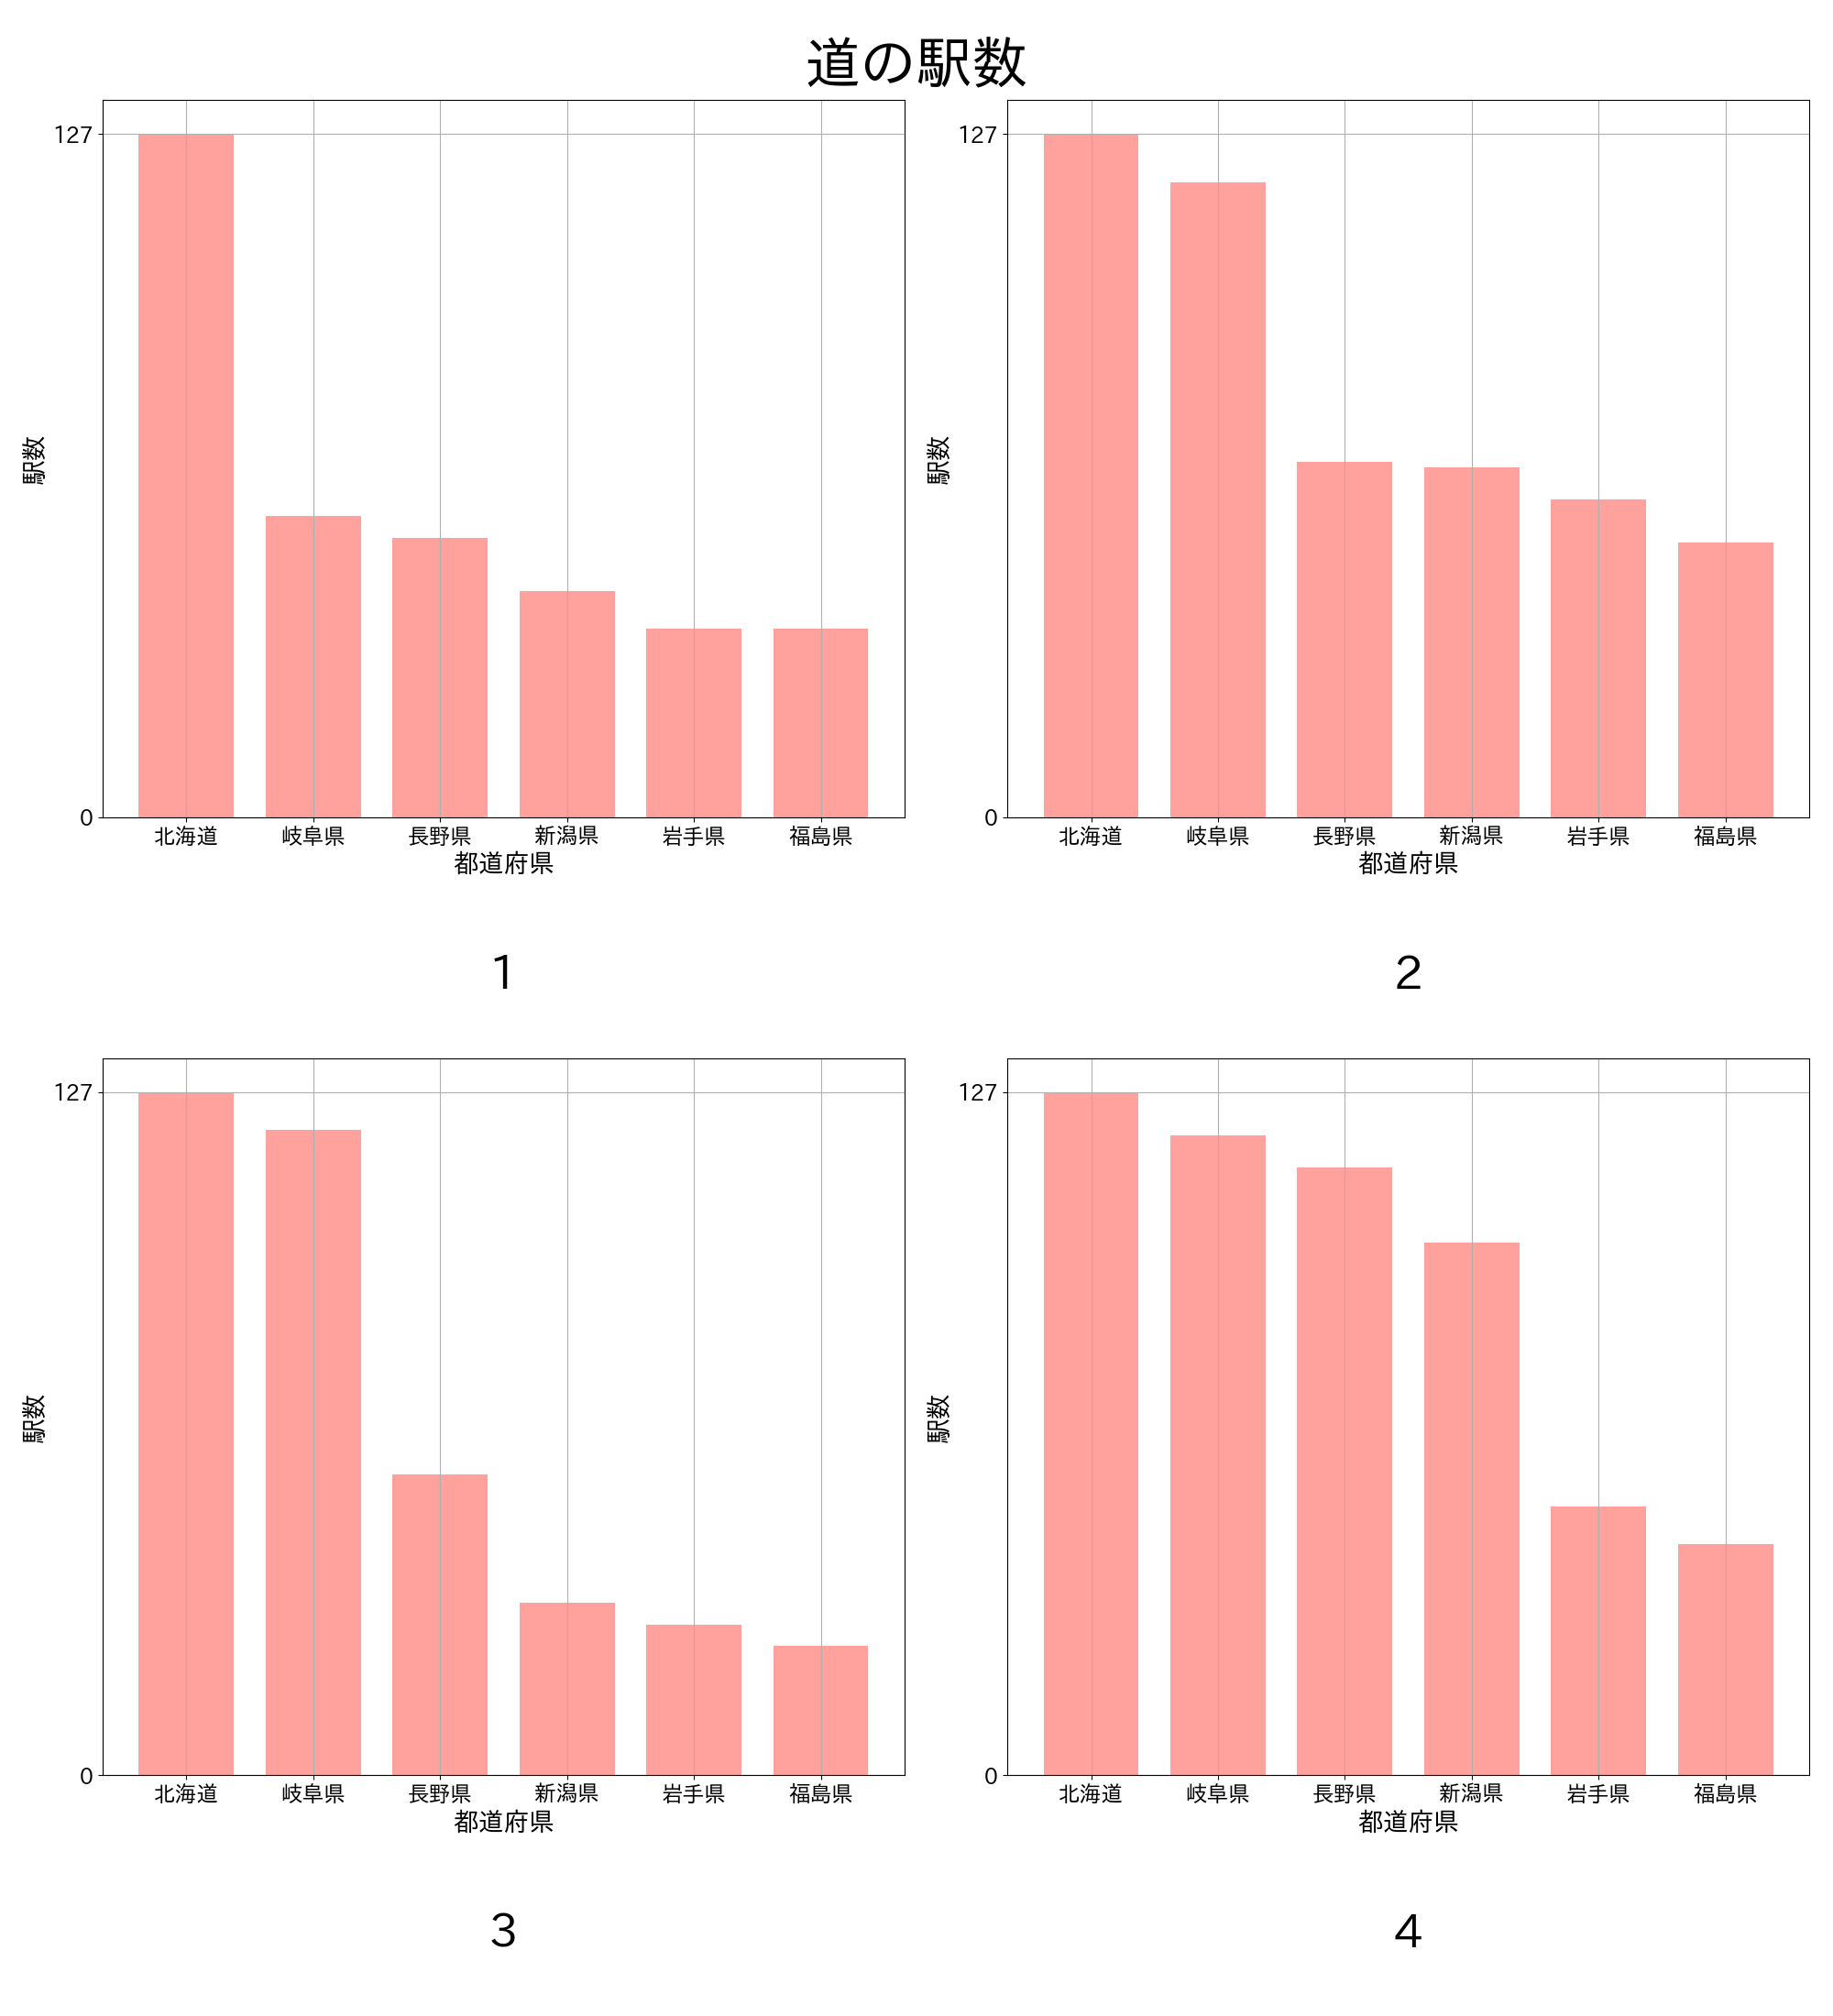 道の駅数
127
0
駅数
北海道 岐阜県 長野県 新潟県 岩手県 福島県
都道府県
1
127
0
駅数
北海道 岐阜県 長野県 新潟県 岩手県 福島県
都道府県
2
127
0
駅数
北海道 岐阜県 長野県 新潟県 岩手県 福島県
都道府県
3
127
0
駅数
北海道 岐阜県 長野県 新潟県 岩手県 福島県
都道府県
4